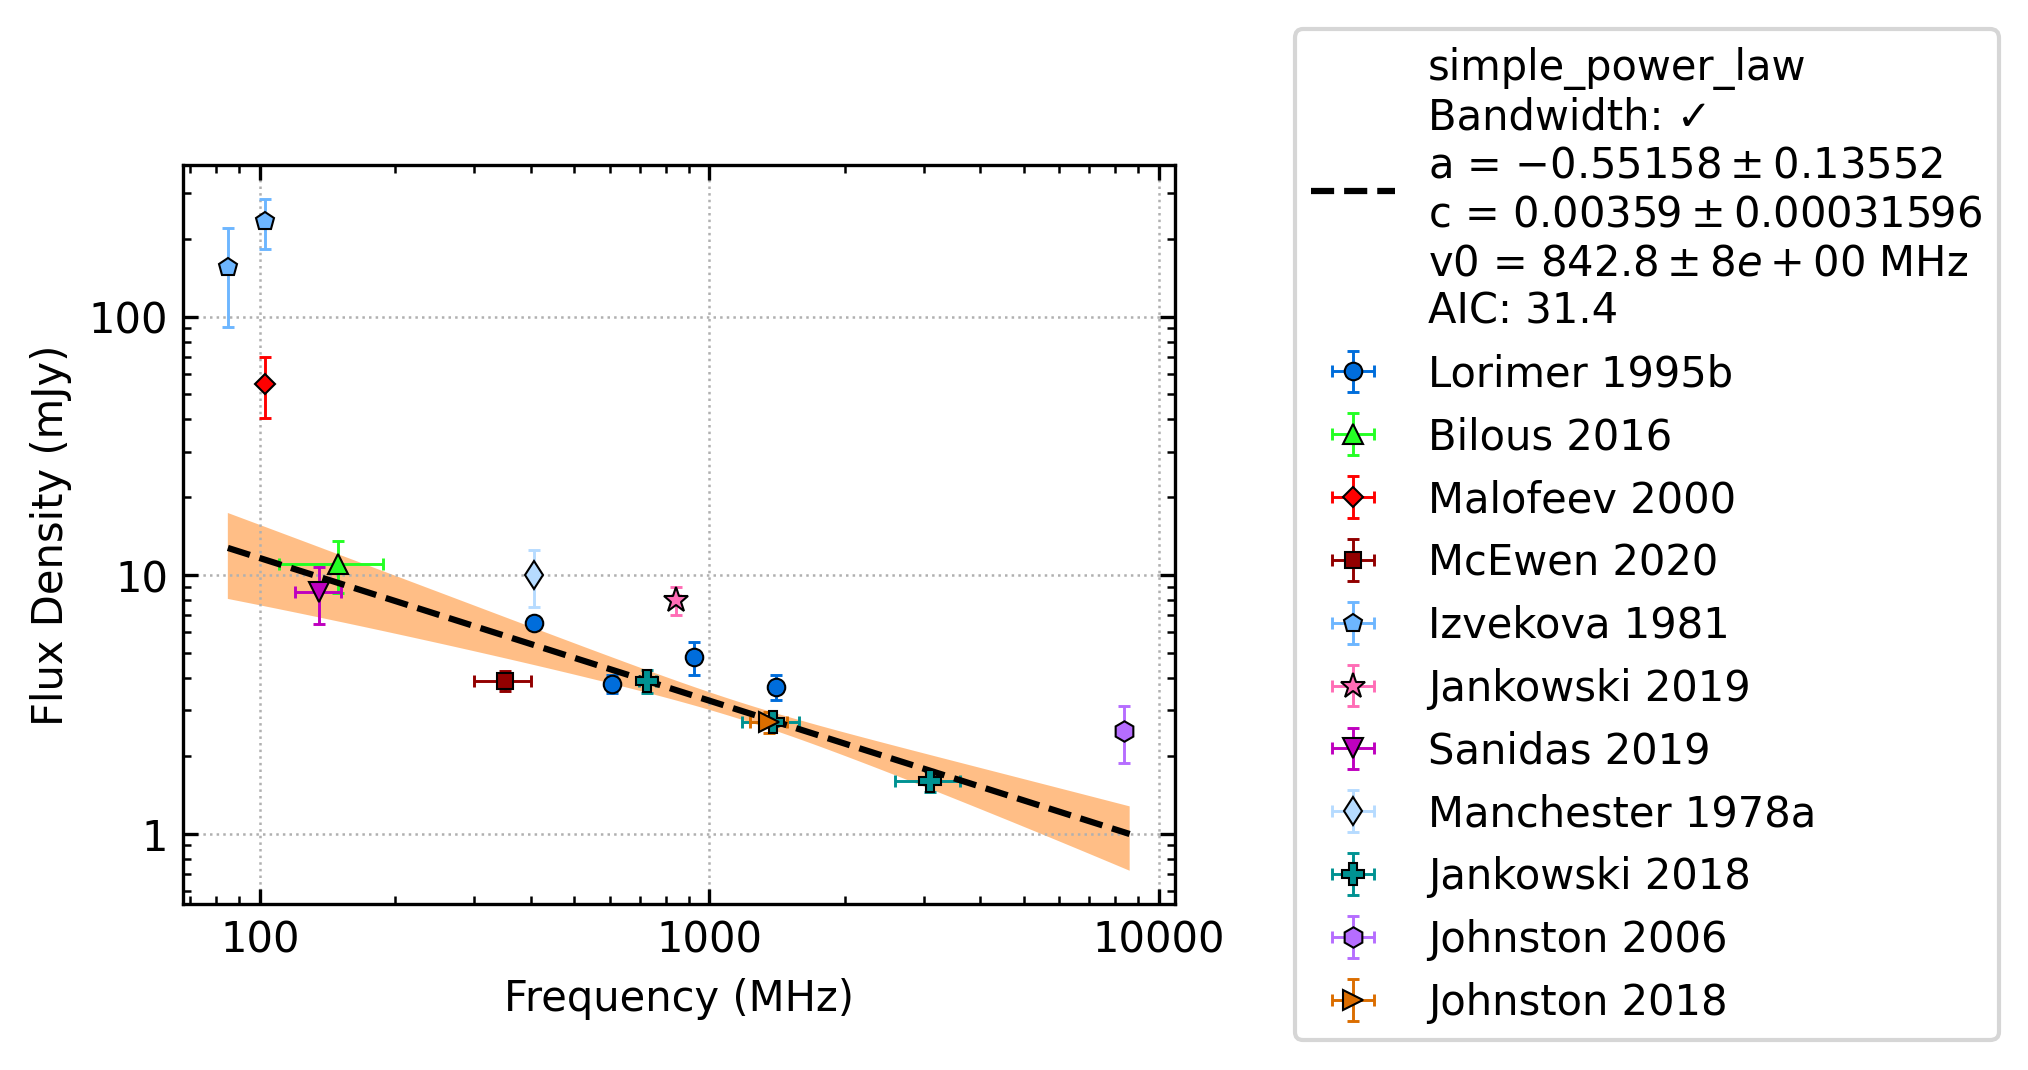 100
10
1
100
1000
10000
Flux Density (mJy)
Frequency (MHz)
simple_power_law
Bandwidth: ✓
a = −0.55158 ± 0.13552
c = 0.00359 ± 0.00031596
v0 = 842.8 ± 8e + 00 MHz
AIC: 31.4
Lorimer 1995b
Bilous 2016
Malofeev 2000
McEwen 2020
Izvekova 1981
Jankowski 2019
Sanidas 2019
Manchester 1978a
Jankowski 2018
Johnston 2006
Johnston 2018